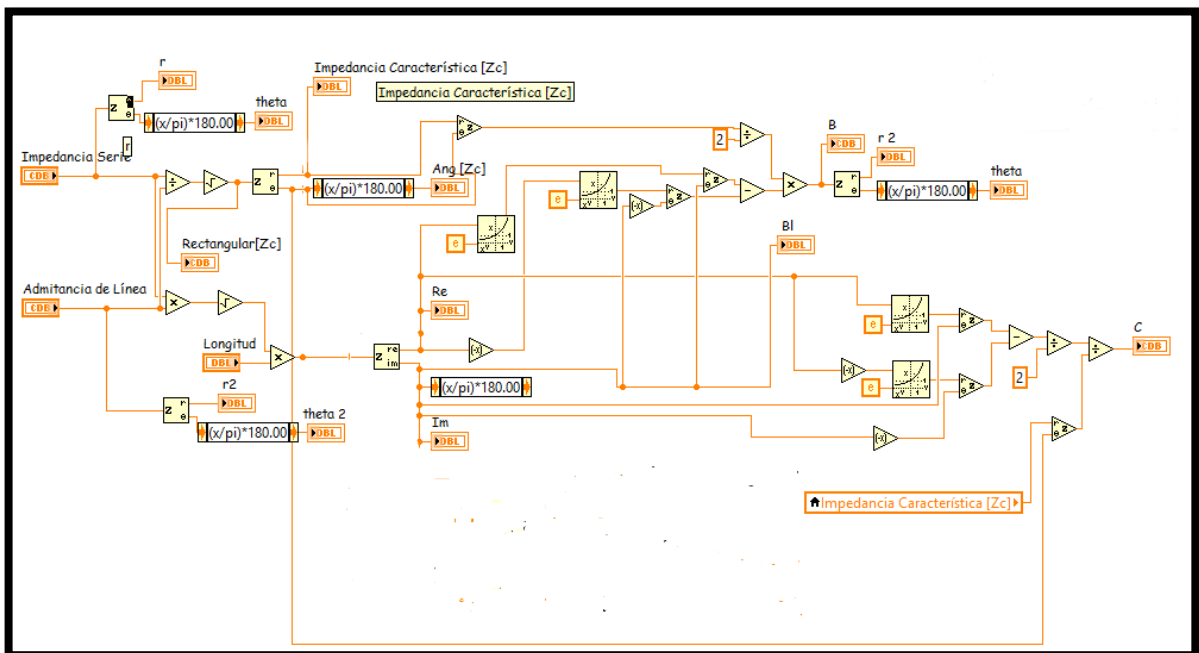 r
DBL
Impedancia Característica [Zc]
DBL
Impedancia Característica [Zc]
theta
z r θ
(x/pi)*180.00
DBL
r
Impedancia Serie
CDB
z r θ
Ang [Zc]
(x/pi)*180.00
DBL
r θ z
2
B
CDB
r 2
DBL
z r θ
theta
(x/pi)*180.00
DBL
e
(-x)
r θ z
r θ z
e
Rectangular[Zc]
CDB
Bl
DBL
Admitancia de Línea
CDB
Re
DBL
Longitud
DBL
z re im
(-x)
(x/pi)*180.00
Im
DBL
e
r θ z
(-x)
e
r θ z
2
C
CDB
z r θ
r2
DBL
(x/pi)*180.00
theta 2
DBL
(-x)
r θ z
Impedancia Característica [Zc]